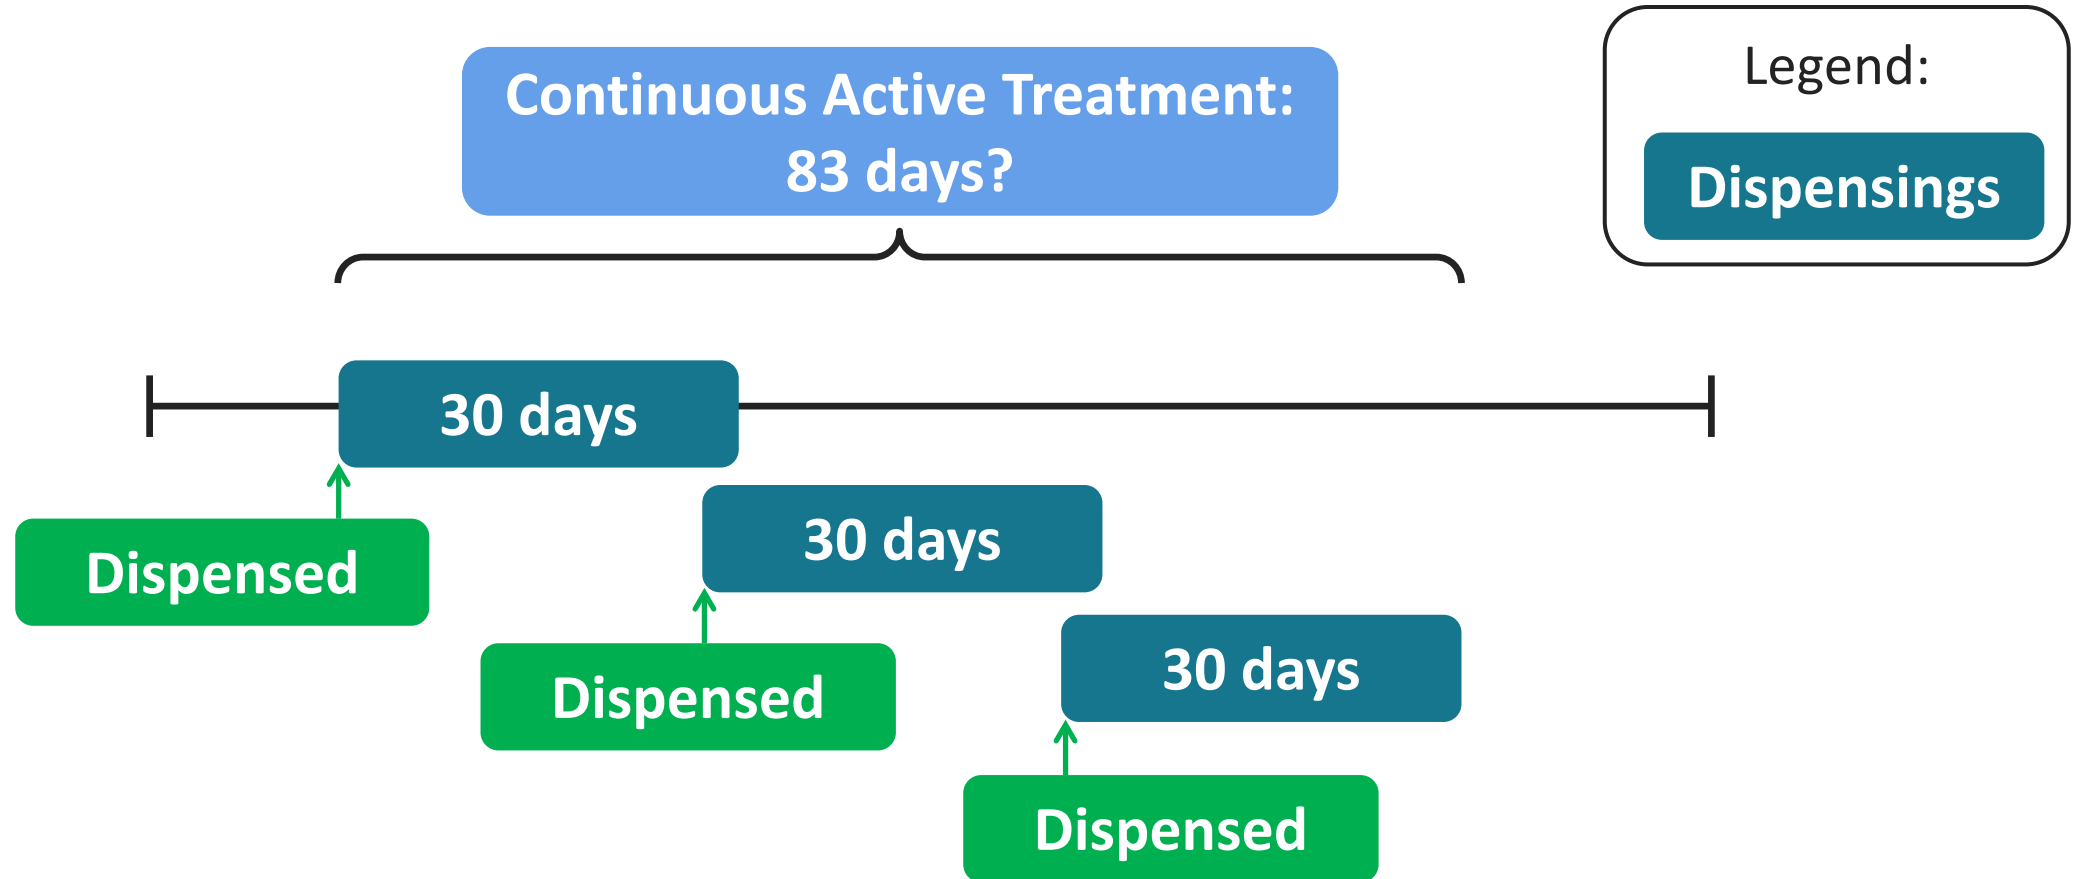 Continuous Active Treatment:
83 days?
Legend:
Dispensings
30 days
Dispensed
30 days
Dispensed
30 days
Dispensed